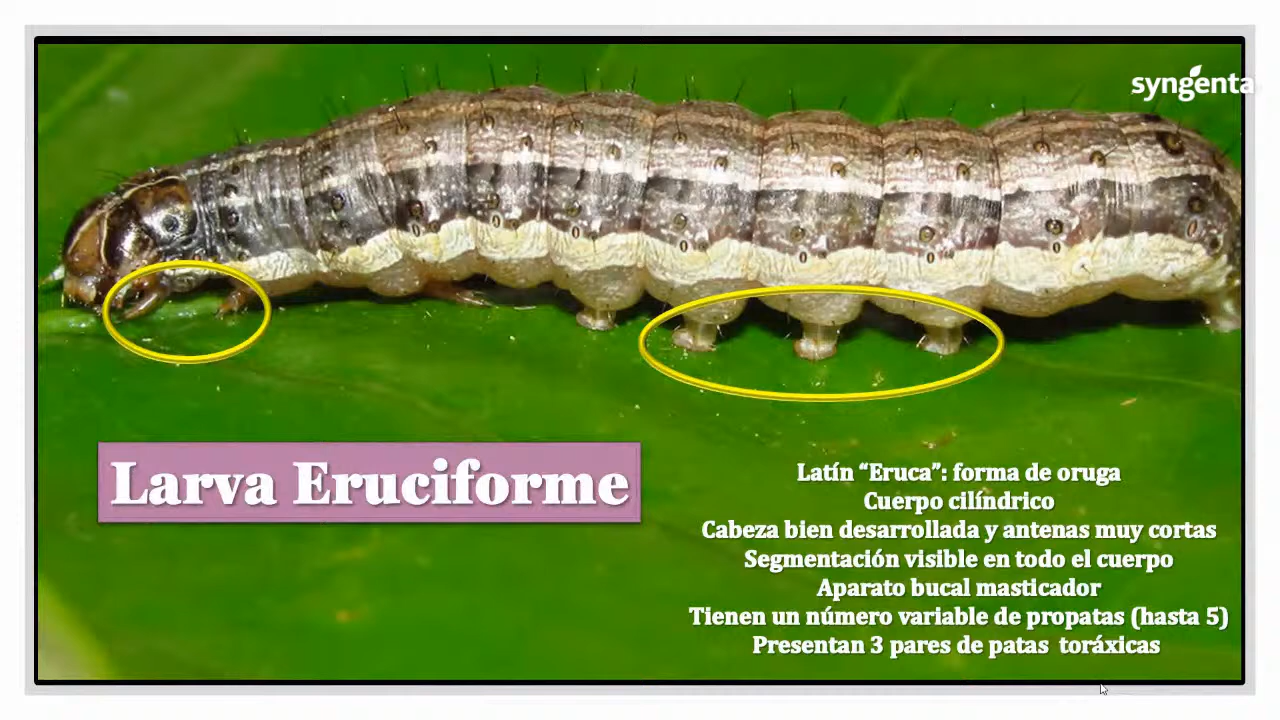 syngenta
Larva Eruciforme
Latín “Eruca”: forma de oruga
Cuerpo cilíndrico
Cabeza bien desarrollada y antenas muy cortas
Segmentación visible en todo el cuerpo
Aparato bucal masticador
Tienen un número variable de propatas (hasta 5)
Presentan 3 pares de patas toráxicas